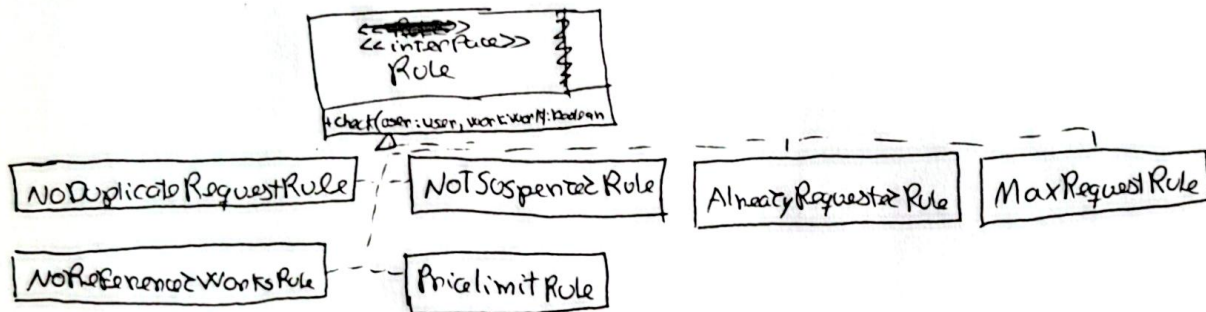 <<interface>>
Rule
+check(user:user, work:work):boolean
NoDuplicateRequestRule
NoTSuspendedRule
AlreadyRequestedRule
MaxRequestRule
NoReferencedWorksRule
PricelimitRule